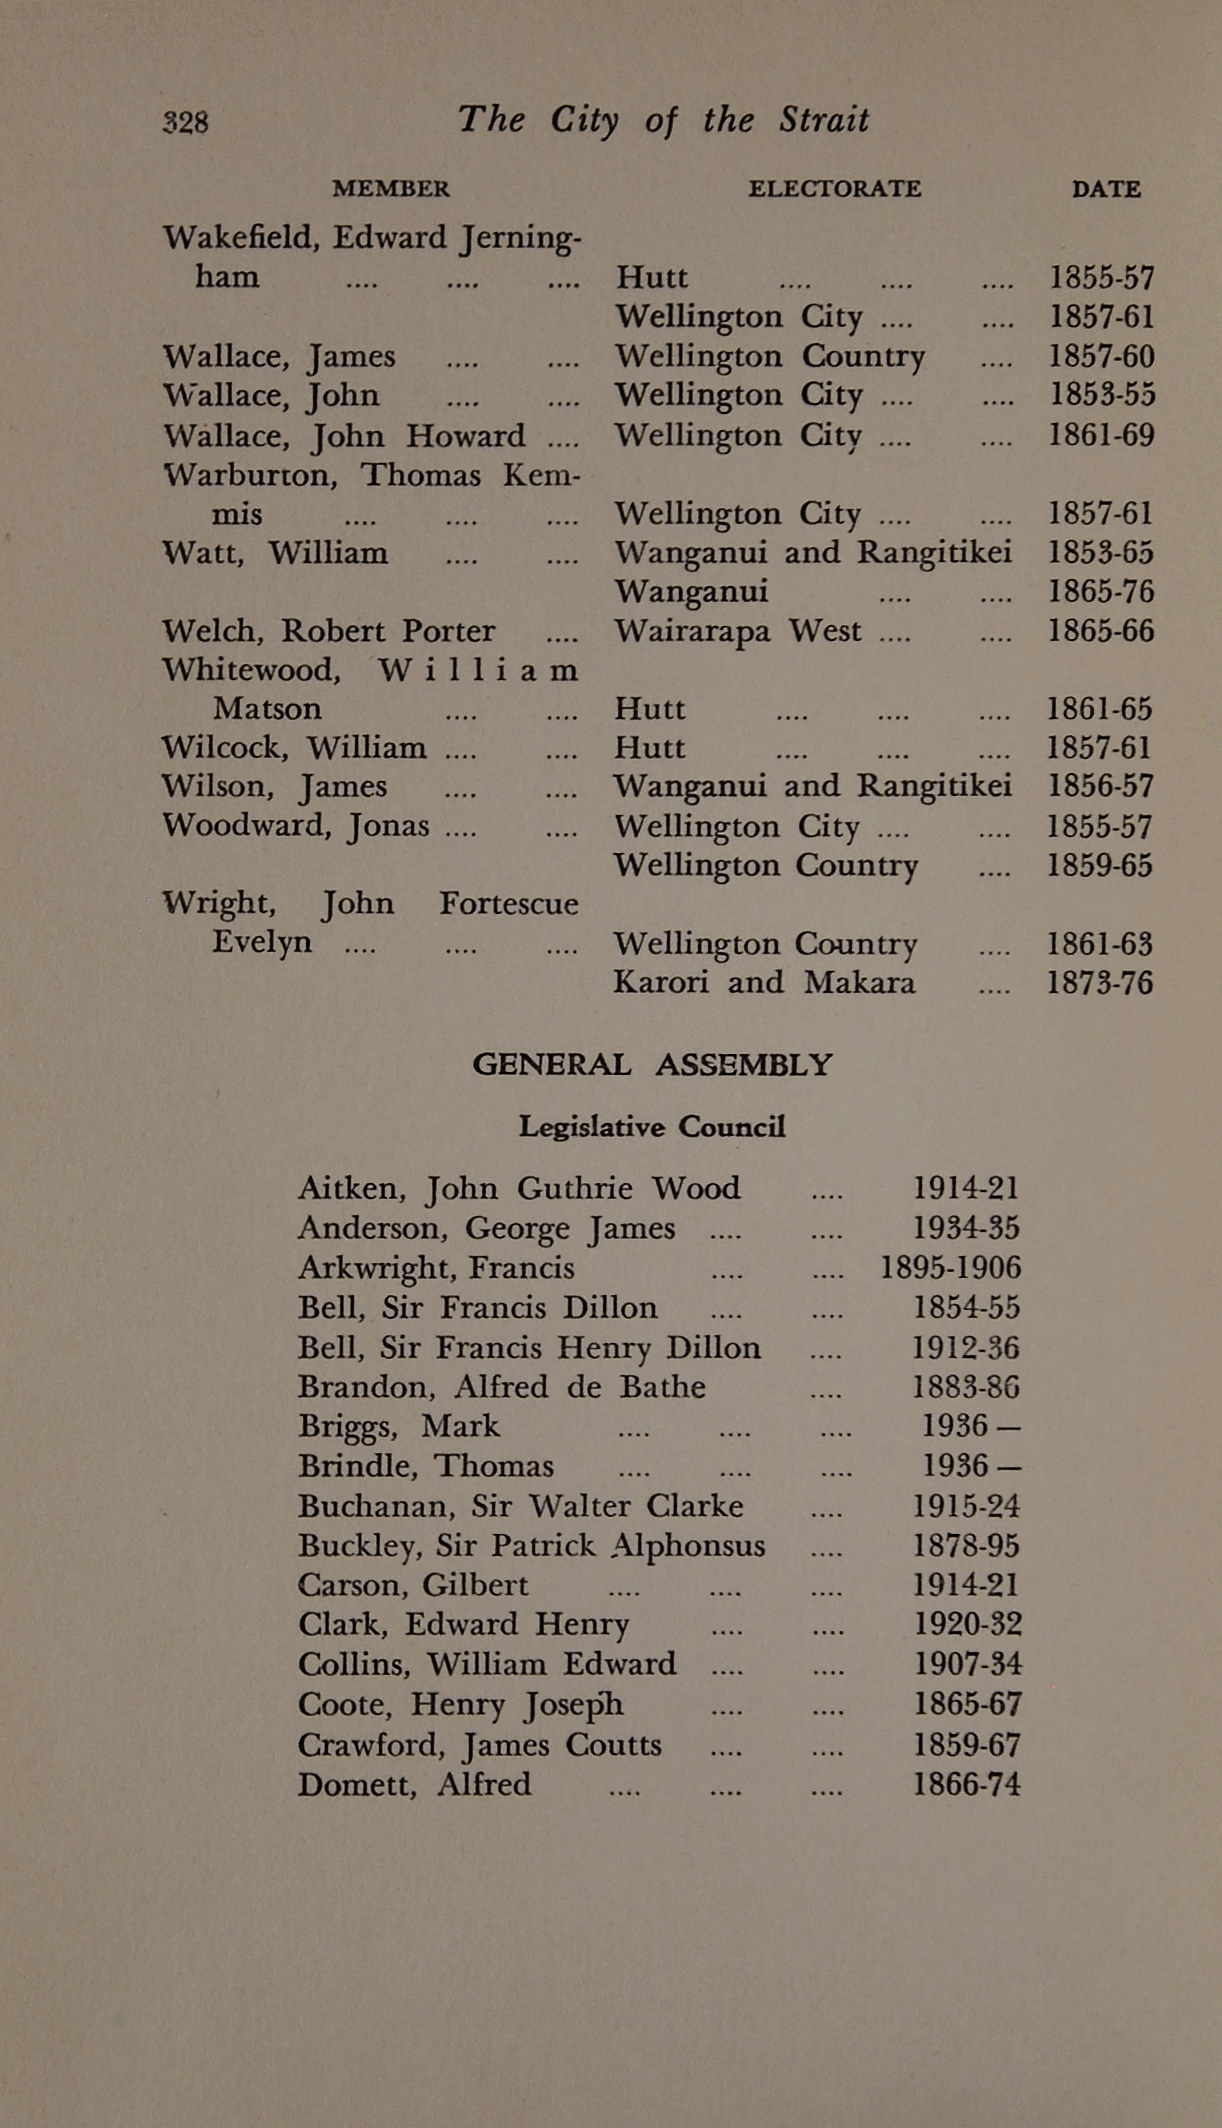 328 The City of the Strait
MEMBER ELECTORATE DATE
Wakefield, Edward Jerning-
ham .... .... .... Hutt .... .... .... 1855-57
Wellington City .... .... 1857-61
Wallace, James .... .... Wellington Country .... 1857-60
Wallace, John .... .... Wellington City .... .... 1853-55
Wallace, John Howard .... Wellington City .... .... 1861-69
Warburton, Thomas Kem-
mis .... .... .... Wellington City .... .... 1857-61
Watt, William .... .... Wanganui and Rangitikei 1853-65
Wanganui .... .... 1865-76
Welch, Robert Porter .... Wairarapa West .... .... 1865-66
Whitewood, William
Matson .... .... Hutt .... .... .... 1861-65
Wilcock, William .... .... Hutt .... .... .... 1857-61
Wilson, James .... .... Wanganui and Rangitikei 1856-57
Woodward, Jonas .... .... Wellington City .... .... 1855-57
Wellington Country .... 1859-65
Wright, John Fortescue
Evelyn .... .... .... Wellington Country .... 1861-63
Karori and Makara .... 1873-76
GENERAL ASSEMBLY
Legislative Council
Aitken, John Guthrie Wood .... 1914-21
Anderson, George James .... .... 1934-35
Arkwright, Francis .... .... 1895-1906
Bell, Sir Francis Dillon .... .... 1854-55
Bell, Sir Francis Henry Dillon .... 1912-36
Brandon, Alfred de Bathe .... 1883-86
Briggs, Mark .... .... .... 1936 —
Brindle, Thomas .... .... .... 1936 —
Buchanan, Sir Walter Clarke .... 1915-24
Buckley, Sir Patrick Alphonsus .... 1878-95
Carson, Gilbert .... .... .... 1914-21
Clark, Edward Henry .... .... 1920-32
Collins, William Edward .... .... 1907-34
Coote, Henry Joseph .... .... 1865-67
Crawford, James Coutts .... .... 1859-67
Domett, Alfred .... .... .... 1866-74